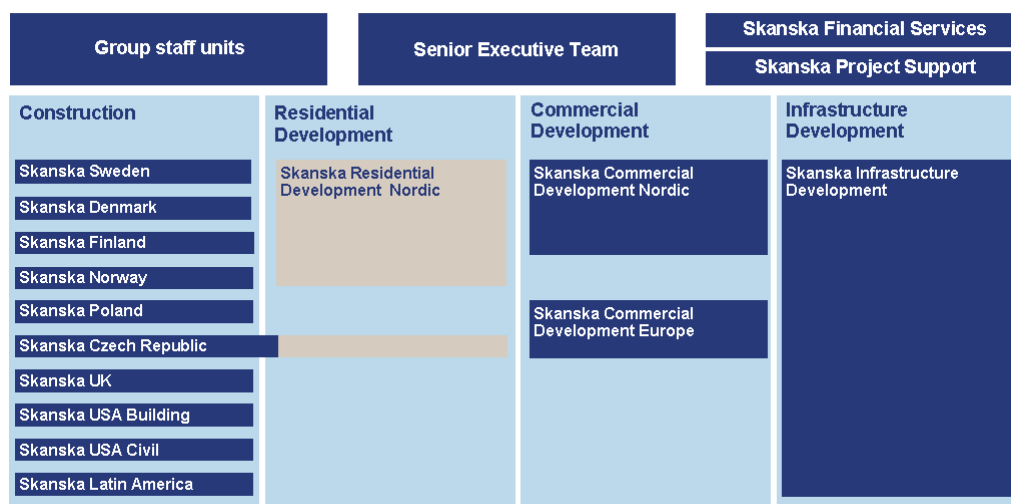 Group staff units
Senior Executive Team
Skanska Financial Services
Skanska Project Support
Construction
Skanska Sweden
Skanska Denmark
Skanska Finland
Skanska Norway
Skanska Poland
Skanska Czech Republic
Skanska UK
Skanska USA Building
Skanska USA Civil
Skanska Latin America
Residential
Development
Skanska Residential
Development Nordic
Commercial
Development
Skanska Commercial
Development Nordic
Skanska Commercial
Development Europe
Infrastructure
Development
Skanska Infrastructure
Development